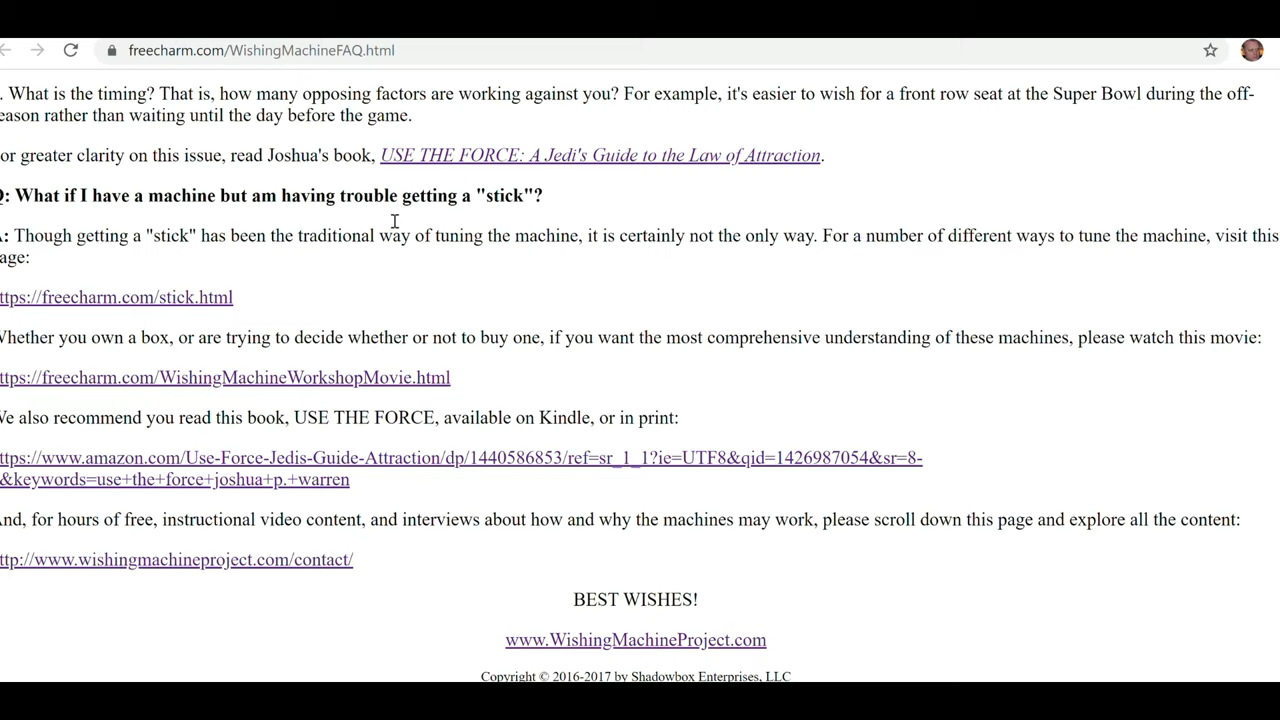 freecharm.com/WishingMachineFAQ.html
. What is the timing? That is, how many opposing factors are working against you? For example, it's easier to wish for a front row seat at the Super Bowl during the off-
eason rather than waiting until the day before the game.
or greater clarity on this issue, read Joshua's book, USE THE FORCE: A Jedi's Guide to the Law of Attraction.
Q: What if I have a machine but am having trouble getting a "stick"?
A: Though getting a "stick" has been the traditional way of tuning the machine, it is certainly not the only way. For a number of different ways to tune the machine, visit this
age:
ttps://freecharm.com/stick.html
Whether you own a box, or are trying to decide whether or not to buy one, if you want the most comprehensive understanding of these machines, please watch this movie:
ttps://freecharm.com/WishingMachineWorkshopMovie.html
We also recommend you read this book, USE THE FORCE, available on Kindle, or in print:
ttps://www.amazon.com/Use-Force-Jedis-Guide-Attraction/dp/1440586853/ref=sr_1_1?ie=UTF8&qid=1426987054&sr=8-
&keywords=use+the+force+joshua+p.+warren
And, for hours of free, instructional video content, and interviews about how and why the machines may work, please scroll down this page and explore all the content:
ttp://www.wishingmachineproject.com/contact/
BEST WISHES!
www.WishingMachineProject.com
Copyright © 2016-2017 by Shadowbox Enterprises, LLC